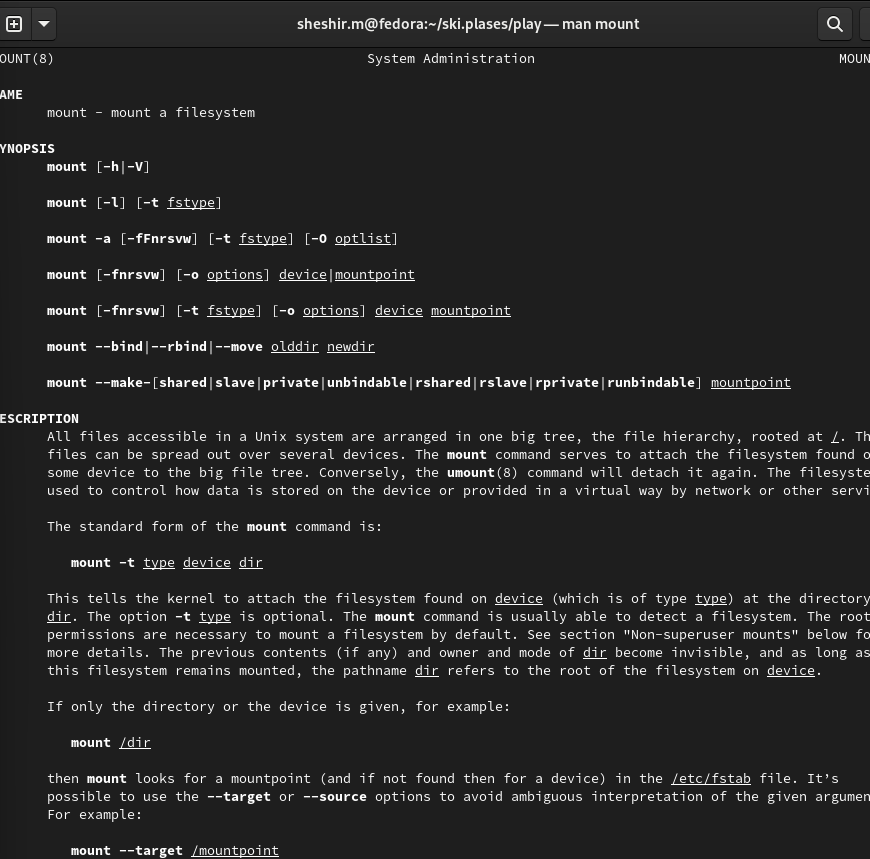 sheshir.m@fedora:~/ski.plases/play — man mount
OUNT(8) System Administration MOUN
AME
mount - mount a filesystem
YNOPSIS
mount [-h|-V]
mount [-l] [-t fstype]
mount -a [-fFnrsvw] [-t fstype] [-O optlist]
mount [-fnrsvw] [-o options] device|mountpoint
mount [-fnrsvw] [-t fstype] [-o options] device mountpoint
mount --bind|--rbind|--move olddir newdir
mount --make-[shared|slave|private|unbindable|rshared|rslave|rprivate|runbindable] mountpoint
ESCRIPTION
All files accessible in a Unix system are arranged in one big tree, the file hierarchy, rooted at /. Th
files can be spread out over several devices. The mount command serves to attach the filesystem found o
some device to the big file tree. Conversely, the umount(8) command will detach it again. The filesyste
used to control how data is stored on the device or provided in a virtual way by network or other servi
The standard form of the mount command is:
mount -t type device dir
This tells the kernel to attach the filesystem found on device (which is of type type) at the directory
dir. The option -t type is optional. The mount command is usually able to detect a filesystem. The root
permissions are necessary to mount a filesystem by default. See section "Non-superuser mounts" below fo
more details. The previous contents (if any) and owner and mode of dir become invisible, and as long as
this filesystem remains mounted, the pathname dir refers to the root of the filesystem on device.
If only the directory or the device is given, for example:
mount /dir
then mount looks for a mountpoint (and if not found then for a device) in the /etc/fstab file. It’s
possible to use the --target or --source options to avoid ambiguous interpretation of the given argumen
For example:
mount --target /mountpoint